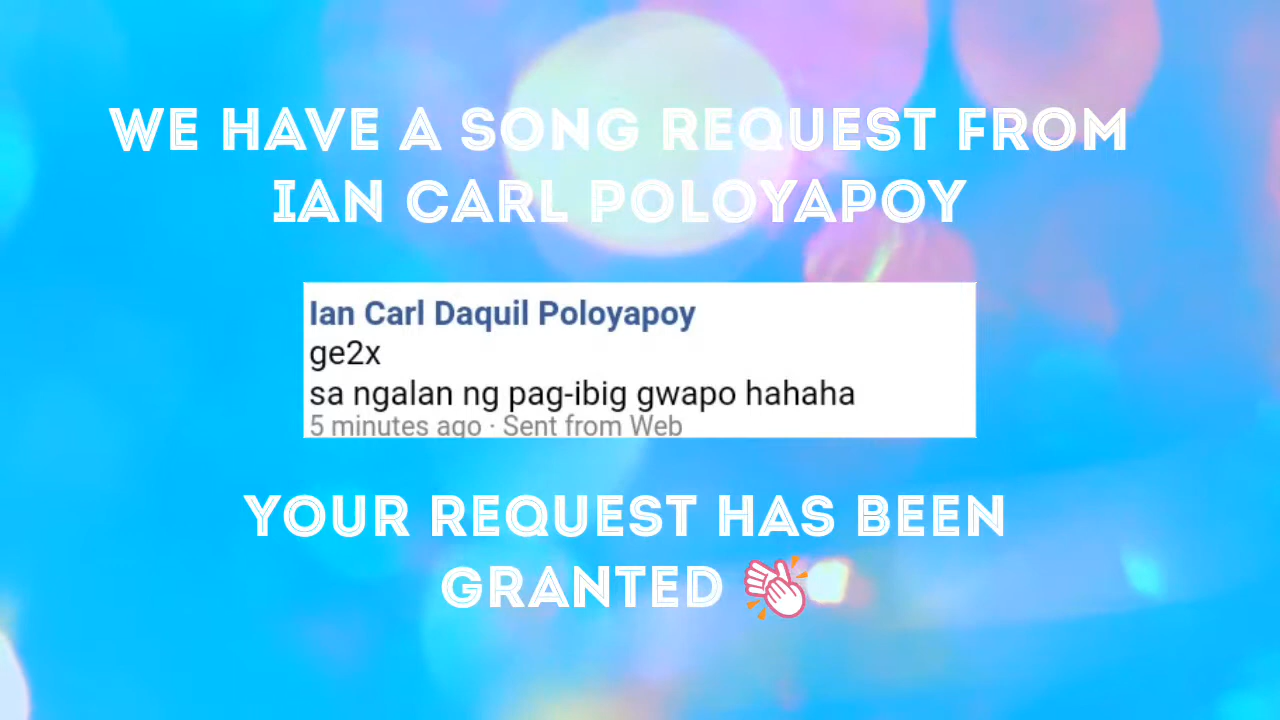 WE HAVE A SONG REQUEST FROM
IAN CARL POLOYAPOY
Ian Carl Daquil Poloyapoy
ge2x
sa ngalan ng pag-ibig gwapo hahaha
5 minutes ago · Sent from Web
YOUR REQUEST HAS BEEN
GRANTED 👏